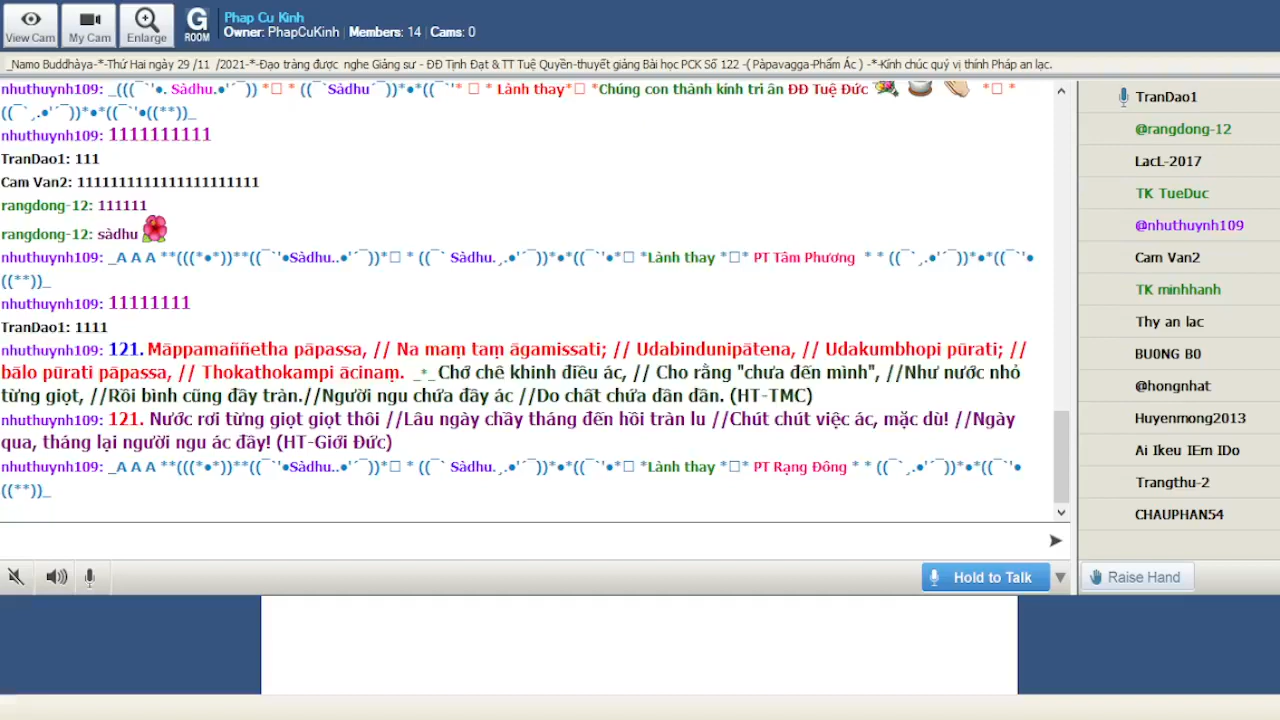 View Cam
My Cam
Enlarge
G
ROOM
Phap Cu Kinh
Owner: PhapCuKinh | Members: 14 | Cams: 0
_Namo Buddhàya-*-Thứ Hai ngày 29 /11 /2021-*-Đạo tràng được nghe Giảng sư - ĐĐ Tịnh Đạt & TT Tuệ Quyền-thuyết giảng Bài học PCK Số 122 -( Pàpavagga-Phẩm Ác ) -*-Kính chúc quý vị thính Pháp an lạc.
nhuthuynh109: _(((¯`'•. Sàdhu.•'´¯)) *□ * ((¯`Sàdhu´¯))*•*((¯`'* □ * Lành thay*□ *Chúng con thành kính tri ân ĐĐ Tuệ Đức *□ *
((¯`¸.•'´¯))*•*((¯`'•((**))_
nhuthuynh109: 1111111111
TranDao1: 111
Cam Van2: 1111111111111111111111
rangdong-12: 111111
rangdong-12: sàdhu
nhuthuynh109: _A A A **(((*•*))**((¯`'•Sàdhu..•'´¯))*□ * ((¯` Sàdhu.¸.•'´¯))*•*((¯`'•*□ *Lành thay *□* PT Tâm Phương * * ((¯`¸.•'´¯))*•*((¯`'•
((**))_
nhuthuynh109: 11111111
TranDao1: 1111
nhuthuynh109: 121. Māppamaññetha pāpassa, // Na maṃ taṃ āgamissati; // Udabindunipātena, // Udakumbhopi pūrati; //
bālo pūrati pāpassa, // Thokathokampi ācinaṃ. _*_ Chớ chê khinh điều ác, // Cho rằng "chưa đến mình", //Như nước nhỏ
từng giọt, //Rồi bình cũng đầy tràn.//Người ngu chứa đầy ác //Do chất chứa dần dần. (HT-TMC)
nhuthuynh109: 121. Nước rơi từng giọt giọt thôi //Lâu ngày chầy tháng đến hồi tràn lu //Chút chút việc ác, mặc dù! //Ngày
qua, tháng lại người ngu ác đầy! (HT-Giới Đức)
nhuthuynh109: _A A A **(((*•*))**((¯`'•Sàdhu..•'´¯))*□ * ((¯` Sàdhu.¸.•'´¯))*•*((¯`'•*□ *Lành thay *□* PT Rạng Đông * * ((¯`¸.•'´¯))*•*((¯`'•
((**))_
Hold to Talk
TranDao1
@rangdong-12
LacL-2017
TK TueDuc
@nhuthuynh109
Cam Van2
TK minhhanh
Thy an lac
BU0NG B0
@hongnhat
Huyenmong2013
Ai Ikeu IEm IDo
Trangthu-2
CHAUPHAN54
Raise Hand